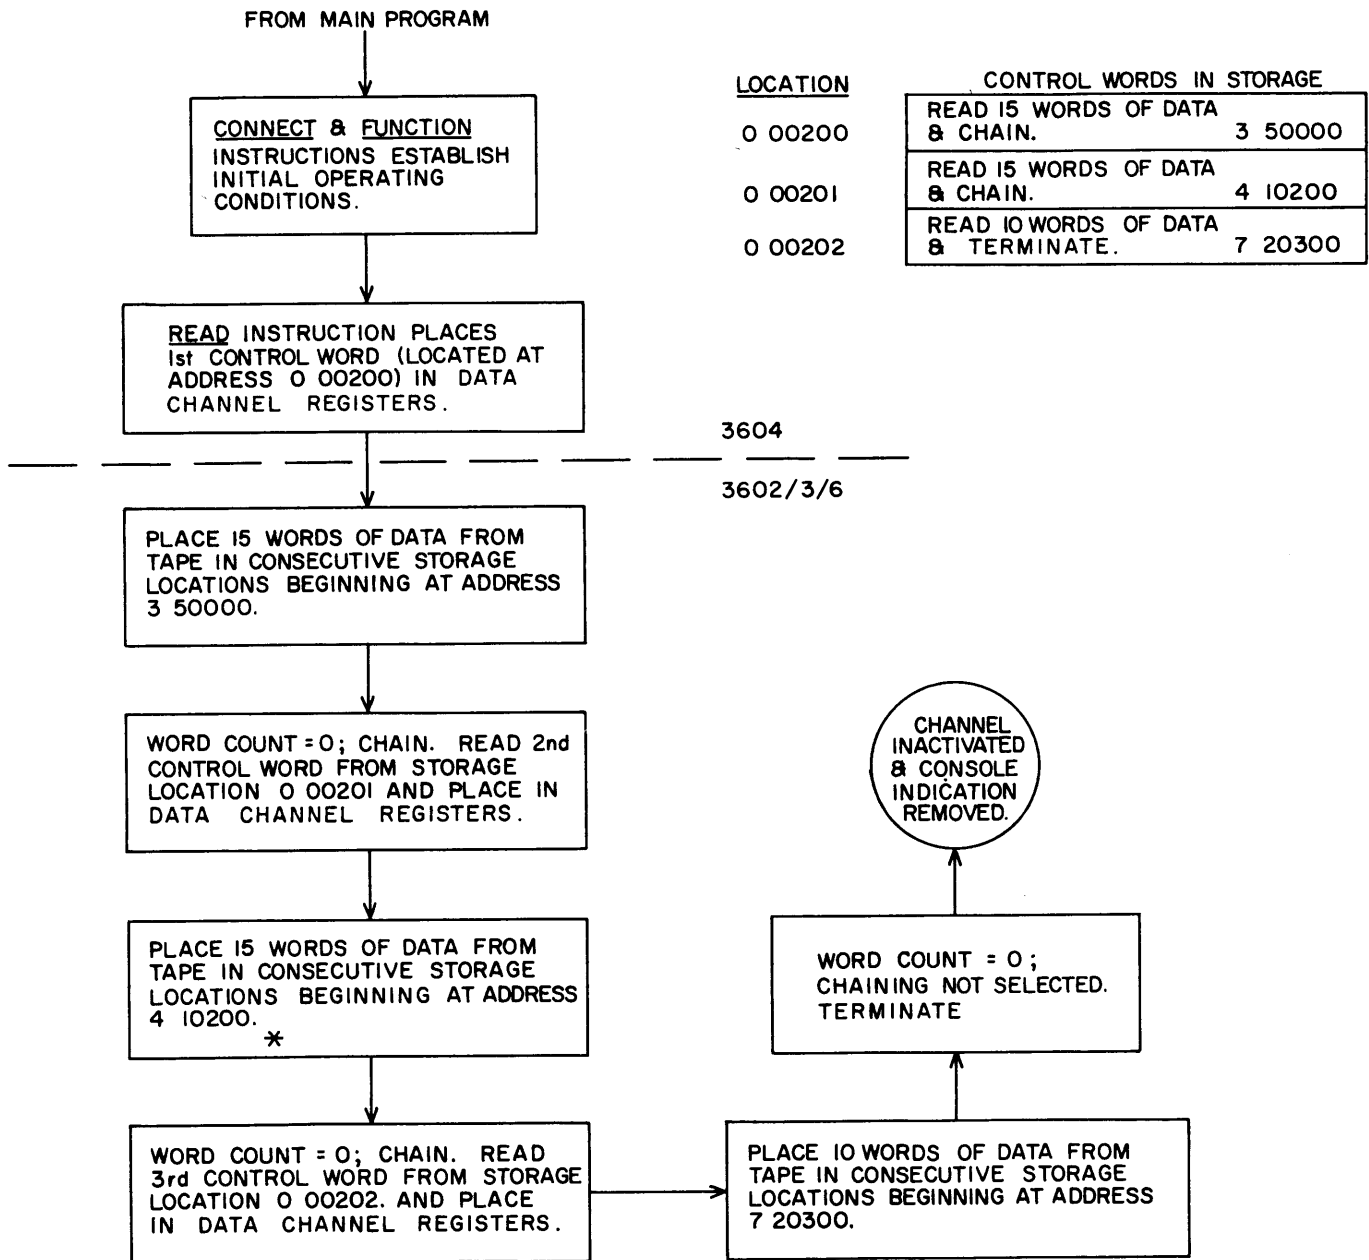 FROM MAIN PROGRAM
CONNECT & FUNCTION
INSTRUCTIONS ESTABLISH
INITIAL OPERATING
CONDITIONS.
LOCATION
CONTROL WORDS IN STORAGE
0 00200
READ 15 WORDS OF DATA
& CHAIN. 3 50000
0 00201
READ 15 WORDS OF DATA
& CHAIN. 4 10200
0 00202
READ 10 WORDS OF DATA
& TERMINATE. 7 20300
READ INSTRUCTION PLACES
1st CONTROL WORD (LOCATED AT
ADDRESS 0 00200) IN DATA
CHANNEL REGISTERS.
3604
3602/3/6
PLACE 15 WORDS OF DATA FROM
TAPE IN CONSECUTIVE STORAGE
LOCATIONS BEGINNING AT ADDRESS
3 50000.
WORD COUNT = 0; CHAIN. READ 2nd
CONTROL WORD FROM STORAGE
LOCATION 0 00201 AND PLACE IN
DATA CHANNEL REGISTERS.
PLACE 15 WORDS OF DATA FROM
TAPE IN CONSECUTIVE STORAGE
LOCATIONS BEGINNING AT ADDRESS
4 10200.
*
WORD COUNT = 0; CHAIN. READ
3rd CONTROL WORD FROM STORAGE
LOCATION 0 00202. AND PLACE
IN DATA CHANNEL REGISTERS.
PLACE 10 WORDS OF DATA FROM
TAPE IN CONSECUTIVE STORAGE
LOCATIONS BEGINNING AT ADDRESS
7 20300.
WORD COUNT = 0;
CHAINING NOT SELECTED.
TERMINATE
CHANNEL
INACTIVATED
& CONSOLE
INDICATION
REMOVED.